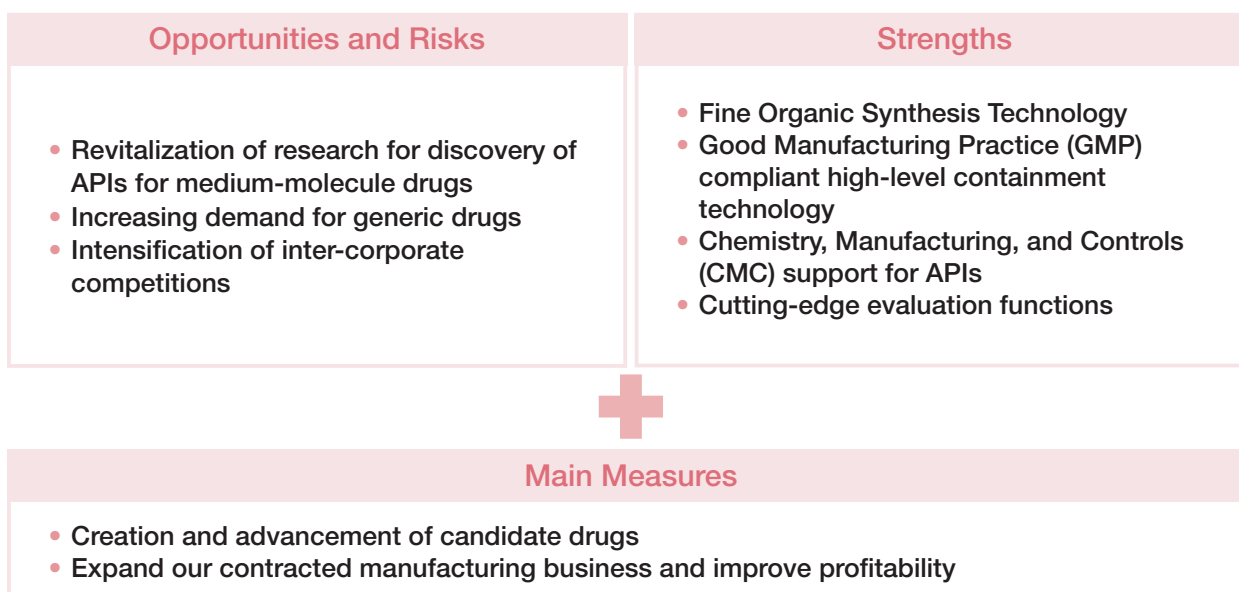 Opportunities and Risks
• Revitalization of research for discovery of
APIs for medium-molecule drugs
• Increasing demand for generic drugs
• Intensification of inter-corporate
competitions
Strengths
• Fine Organic Synthesis Technology
• Good Manufacturing Practice (GMP)
compliant high-level containment
technology
• Chemistry, Manufacturing, and Controls
(CMC) support for APIs
• Cutting-edge evaluation functions
Main Measures
• Creation and advancement of candidate drugs
• Expand our contracted manufacturing business and improve profitability